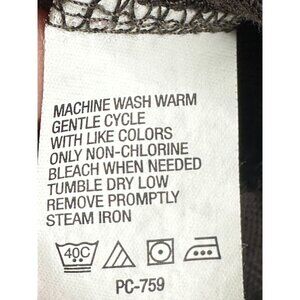 MACHINE WASH WARM
GENTLE CYCLE
WITH LIKE COLORS
ONLY NON-CHLORINE
BLEACH WHEN NEEDED
TUMBLE DRY LOW
REMOVE PROMPTLY
STEAM IRON
40C
PC-759